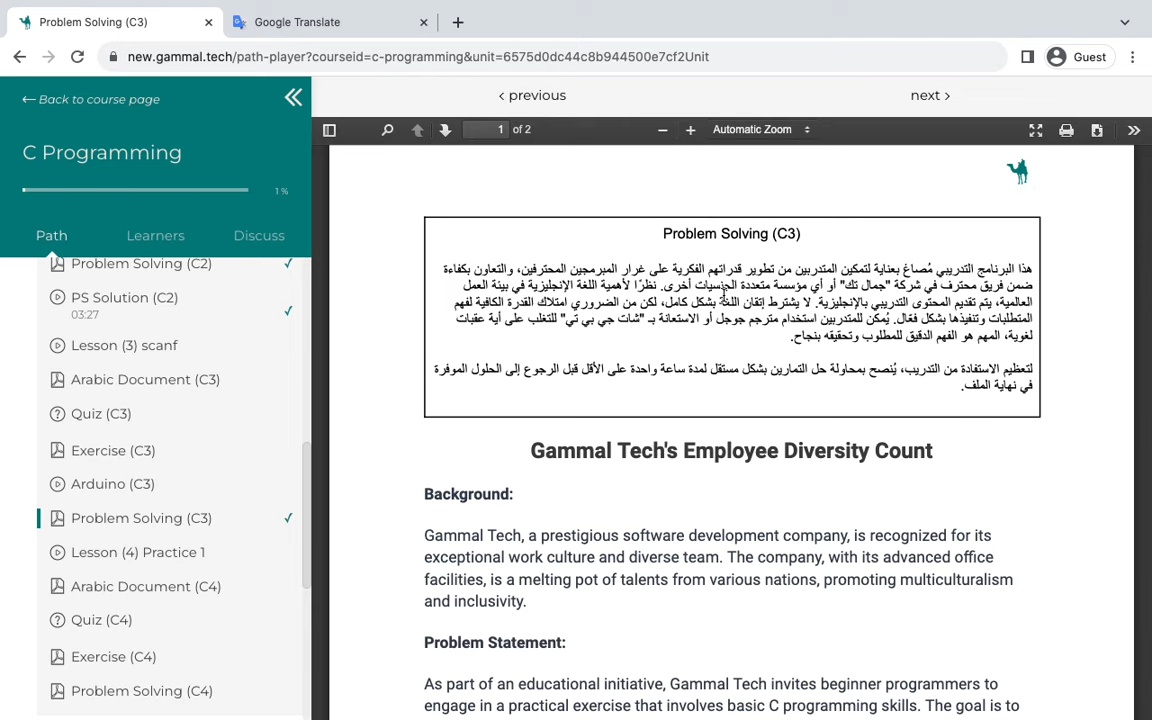 Problem Solving (C3)
Google Translate
new.gammal.tech/path-player?courseid=c-programming&unit=6575d0dc44c8b944500e7cf2Unit
Guest
Back to course page
C Programming
1 %
Path
Learners
Discuss
Problem Solving (C2)
PS Solution (C2)
03:27
Lesson (3) scanf
Arabic Document (C3)
Quiz (C3)
Exercise (C3)
Arduino (C3)
Problem Solving (C3)
Lesson (4) Practice 1
Arabic Document (C4)
Quiz (C4)
Exercise (C4)
Problem Solving (C4)
‹ previous
next ›
1 of 2
Automatic Zoom
Problem Solving (C3)
هذا البرنامج التدريبي مُصاغ بعناية لتمكين المتدربين من تطوير قدراتهم الفكرية على غرار المبرمجين المحترفين، والتعاون بكفاءة
ضمن فريق محترف في شركة "جمال تك" أو أي مؤسسة متعددة الجنسيات أخرى. نظرًا لأهمية اللغة الإنجليزية في بيئة العمل
العالمية، يتم تقديم المحتوى التدريبي بالإنجليزية. لا يشترط إتقان اللغة بشكل كامل، لكن من الضروري امتلاك القدرة الكافية لفهم
المتطلبات وتنفيذها بشكل فعّال. يُمكن للمتدربين استخدام مترجم جوجل أو الاستعانة بـ "شات جي بي تي" للتغلب على أية عقبات
لغوية، المهم هو الفهم الدقيق للمطلوب وتحقيقه بنجاح.
لتعظيم الاستفادة من التدريب، يُنصح بمحاولة حل التمارين بشكل مستقل لمدة ساعة واحدة على الأقل قبل الرجوع إلى الحلول الموفرة
في نهاية الملف.
Gammal Tech's Employee Diversity Count
Background:
Gammal Tech, a prestigious software development company, is recognized for its
exceptional work culture and diverse team. The company, with its advanced office
facilities, is a melting pot of talents from various nations, promoting multiculturalism
and inclusivity.
Problem Statement:
As part of an educational initiative, Gammal Tech invites beginner programmers to
engage in a practical exercise that involves basic C programming skills. The goal is to